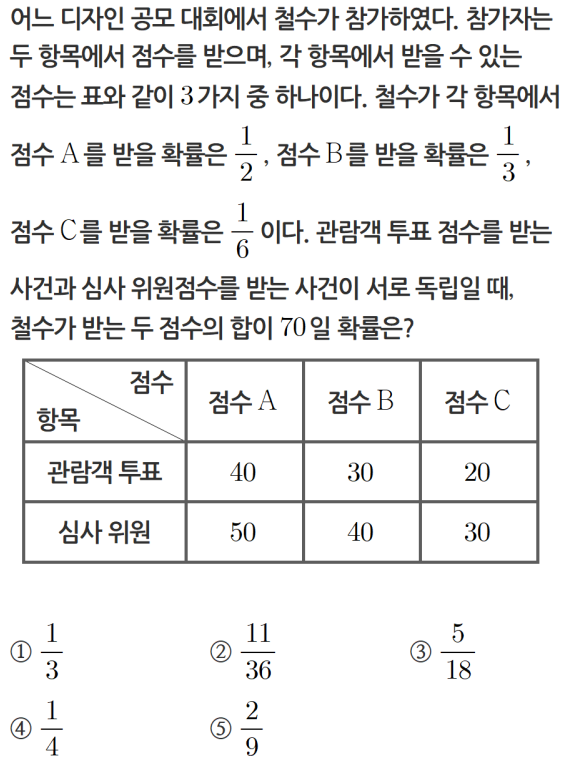 어느 디자인 공모 대회에서 철수가 참가하였다. 참가자는
두 항목에서 점수를 받으며, 각 항목에서 받을 수 있는
점수는 표와 같이 3가지 중 하나이다. 철수가 각 항목에서
점수 A를 받을 확률은 1/2, 점수 B를 받을 확률은 1/3,
점수 C를 받을 확률은 1/6 이다. 관람객 투표 점수를 받는
사건과 심사 위원점수를 받는 사건이 서로 독립일 때,
철수가 받는 두 점수의 합이 70일 확률은?
점수
항목
점수 A 점수 B 점수 C
관람객 투표 40 30 20
심사 위원 50 40 30
① 1/3 ② 11/36 ③ 5/18
④ 1/4 ⑤ 2/9